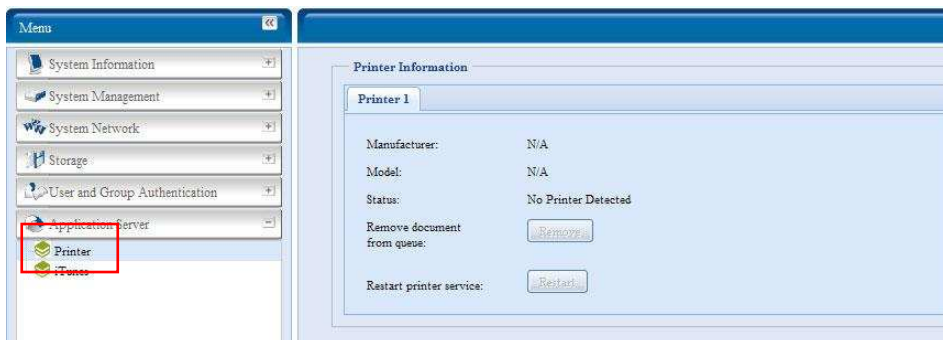 Menu
System Information
System Management
System Network
Storage
User and Group Authentication
Application Server
Printer
iTunes
Printer Information
Printer 1
Manufacturer: N/A
Model: N/A
Status: No Printer Detected
Remove document
from queue: Remove
Restart printer service: Restart